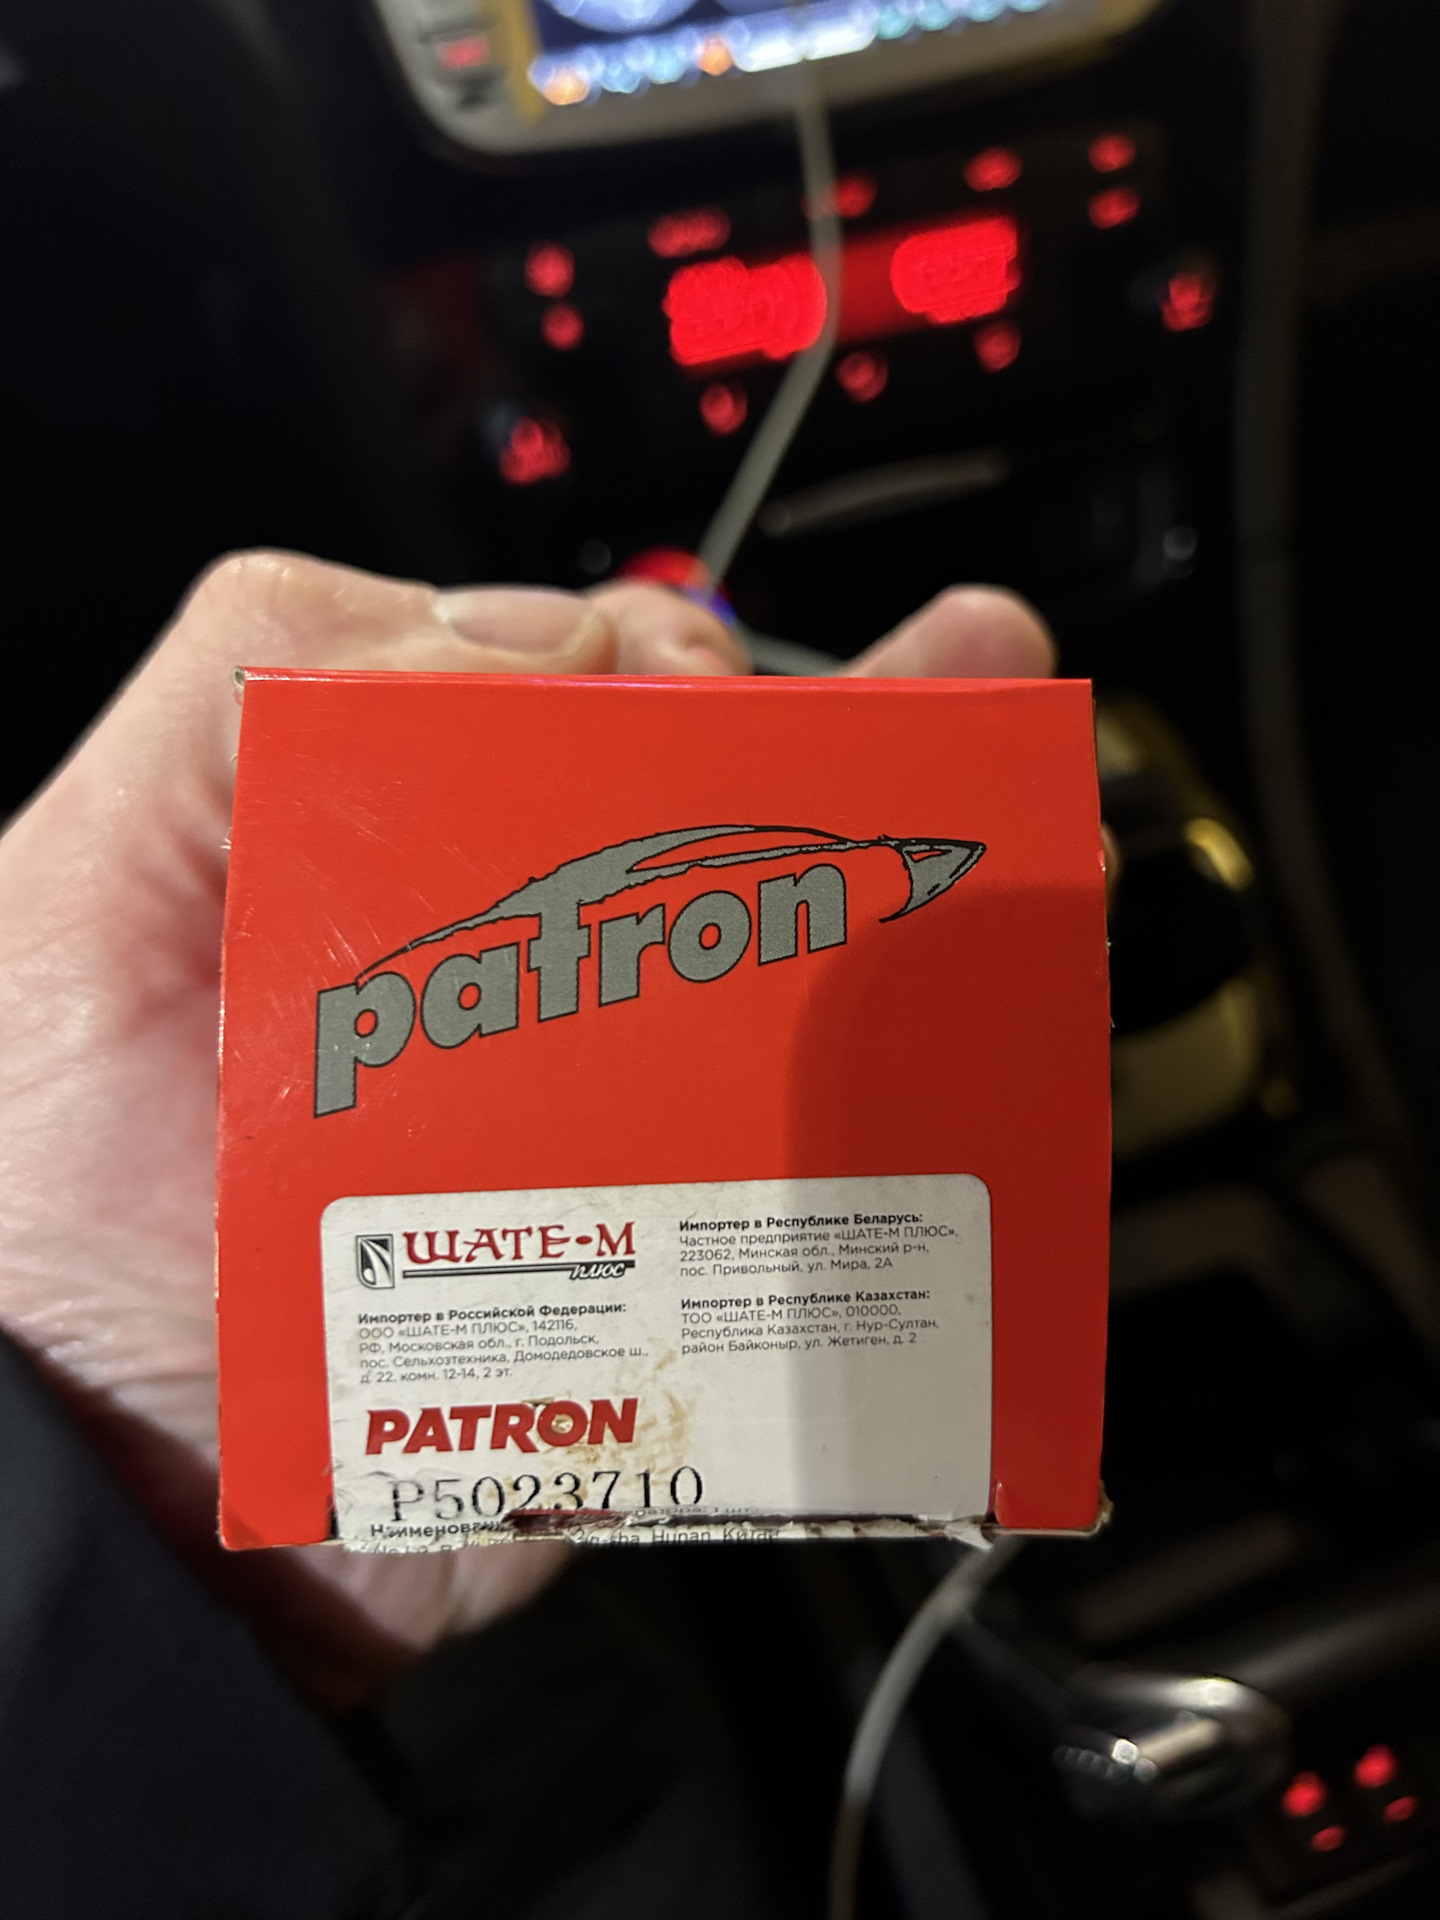 patron
ШАТЕ-М
ПЛЮС
Импортер в Российской Федерации:
ООО «ШАТЕ-М ПЛЮС», 142116,
РФ, Московская обл., г. Подольск,
пос. Сельхозтехника, Домодедовское ш.,
д. 22, комн. 12-14, 2 эт.
Импортер в Республике Беларусь:
Частное предприятие «ШАТЕ-М ПЛЮС»,
223062, Минская обл., Минский р-н,
пос. Привольный, ул. Мира, 2А
Импортер в Республике Казахстан:
ТОО «ШАТЕ-М ПЛЮС», 010000,
Республика Казахстан, г. Нур-Султан,
район Байконыр, ул. Жетиген, д. 2
PATRON
P5023710
Hunan, Китай